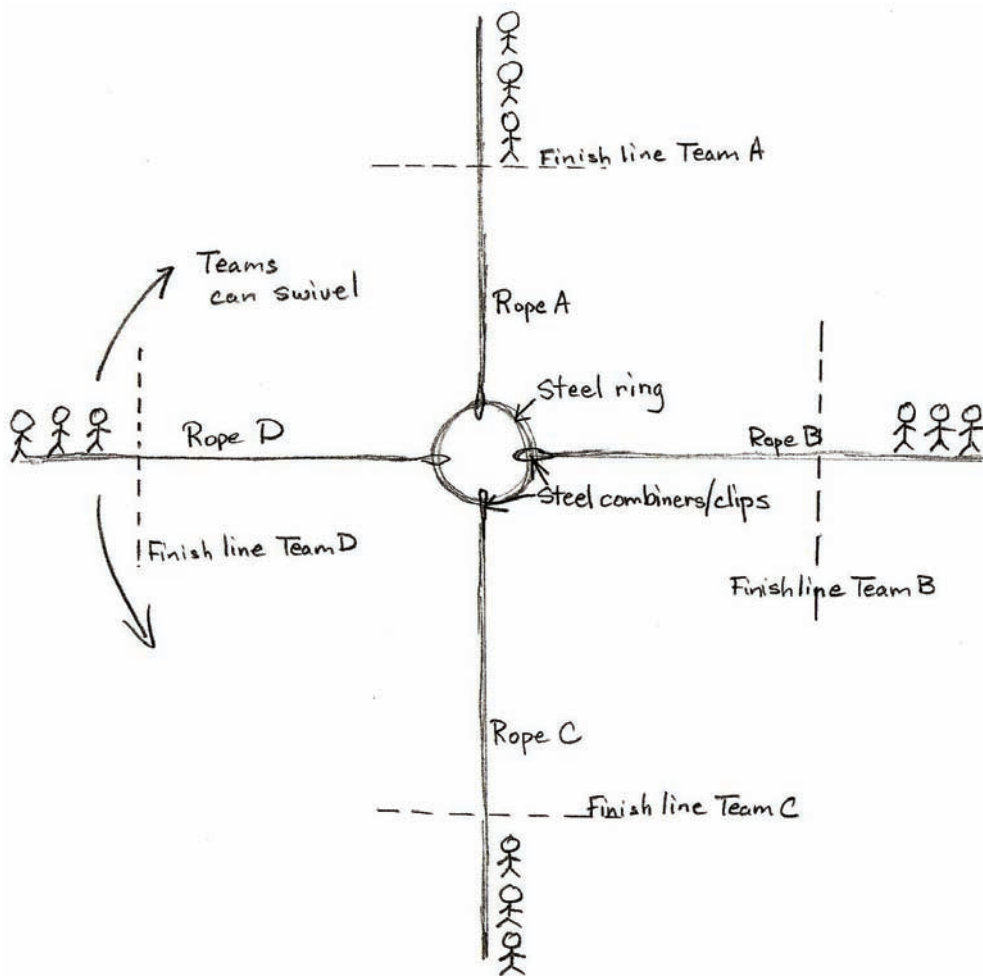 Finish line Team A
Teams
can swivel
Rope A
Steel ring
Rope D
Rope B
Steel combiners/clips
Finish line Team D
Finish line Team B
Rope C
Finish line Team C